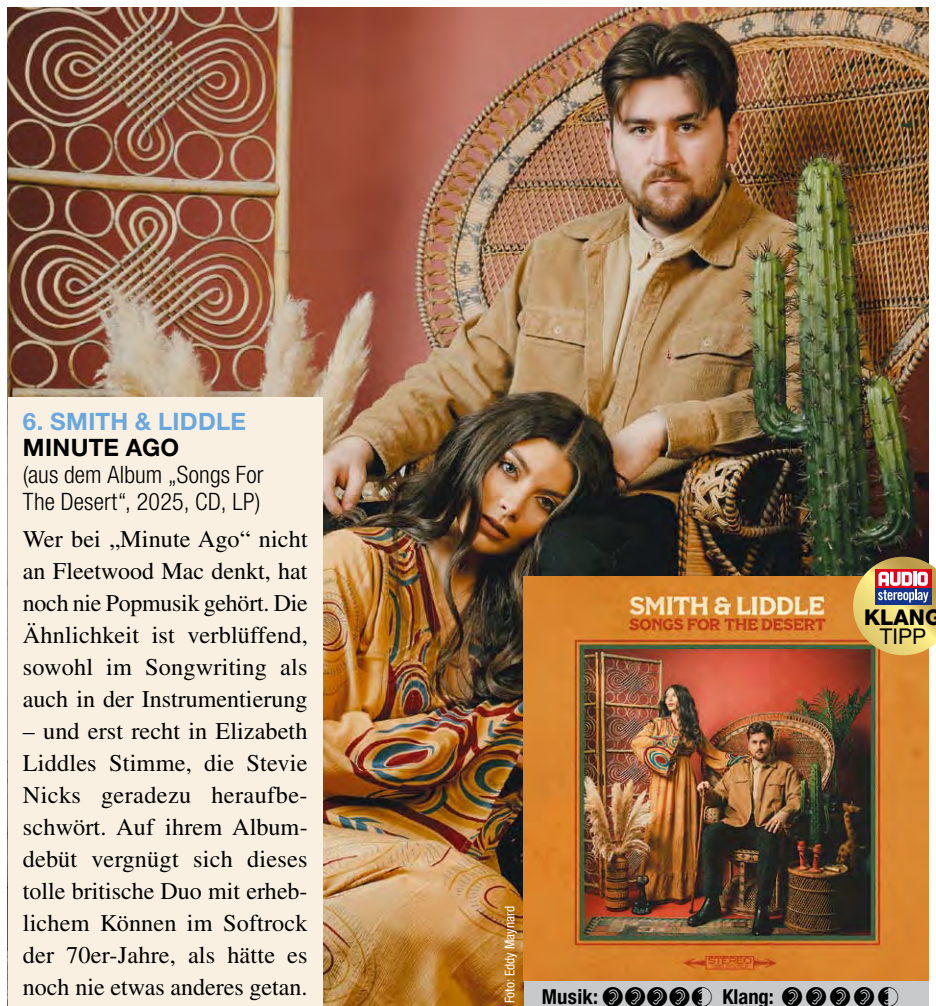 6. SMITH & LIDDLE
MINUTE AGO
(aus dem Album „Songs For
The Desert“, 2025, CD, LP)
Wer bei „Minute Ago“ nicht
an Fleetwood Mac denkt, hat
noch nie Popmusik gehört. Die
Ähnlichkeit ist verblüffend,
sowohl im Songwriting als
auch in der Instrumentierung
– und erst recht in Elizabeth
Liddles Stimme, die Stevie
Nicks geradezu heraufbe-
schwört. Auf ihrem Album-
debüt vergnügt sich dieses
tolle britische Duo mit erheb-
lichem Können im Softrock
der 70er-Jahre, als hätte es
noch nie etwas anderes getan.
Foto: Eddy Maynard
SMITH & LIDDLE
SONGS FOR THE DESERT
AUDIO
stereoplay
KLANG
TIPP
STEREO
Musik: Klang: